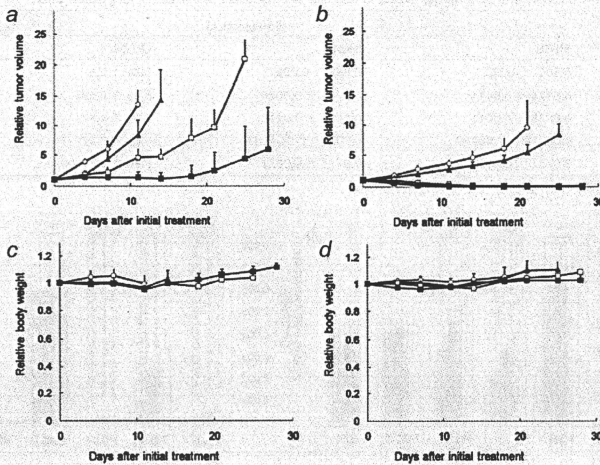 a
b
Relative tumor volume
25
20
15
10
5
0
0 10 20 30
Days after initial treatment
Relative tumor volume
25
20
15
10
5
0
0 10 20 30
Days after initial treatment
c
d
Relative body weight
1.2
1
0.8
0.6
0.4
0.2
0
0 10 20 30
Days after initial treatment
Relative body weight
1.2
1
0.8
0.6
0.4
0.2
0
0 10 20 30
Days after initial treatment